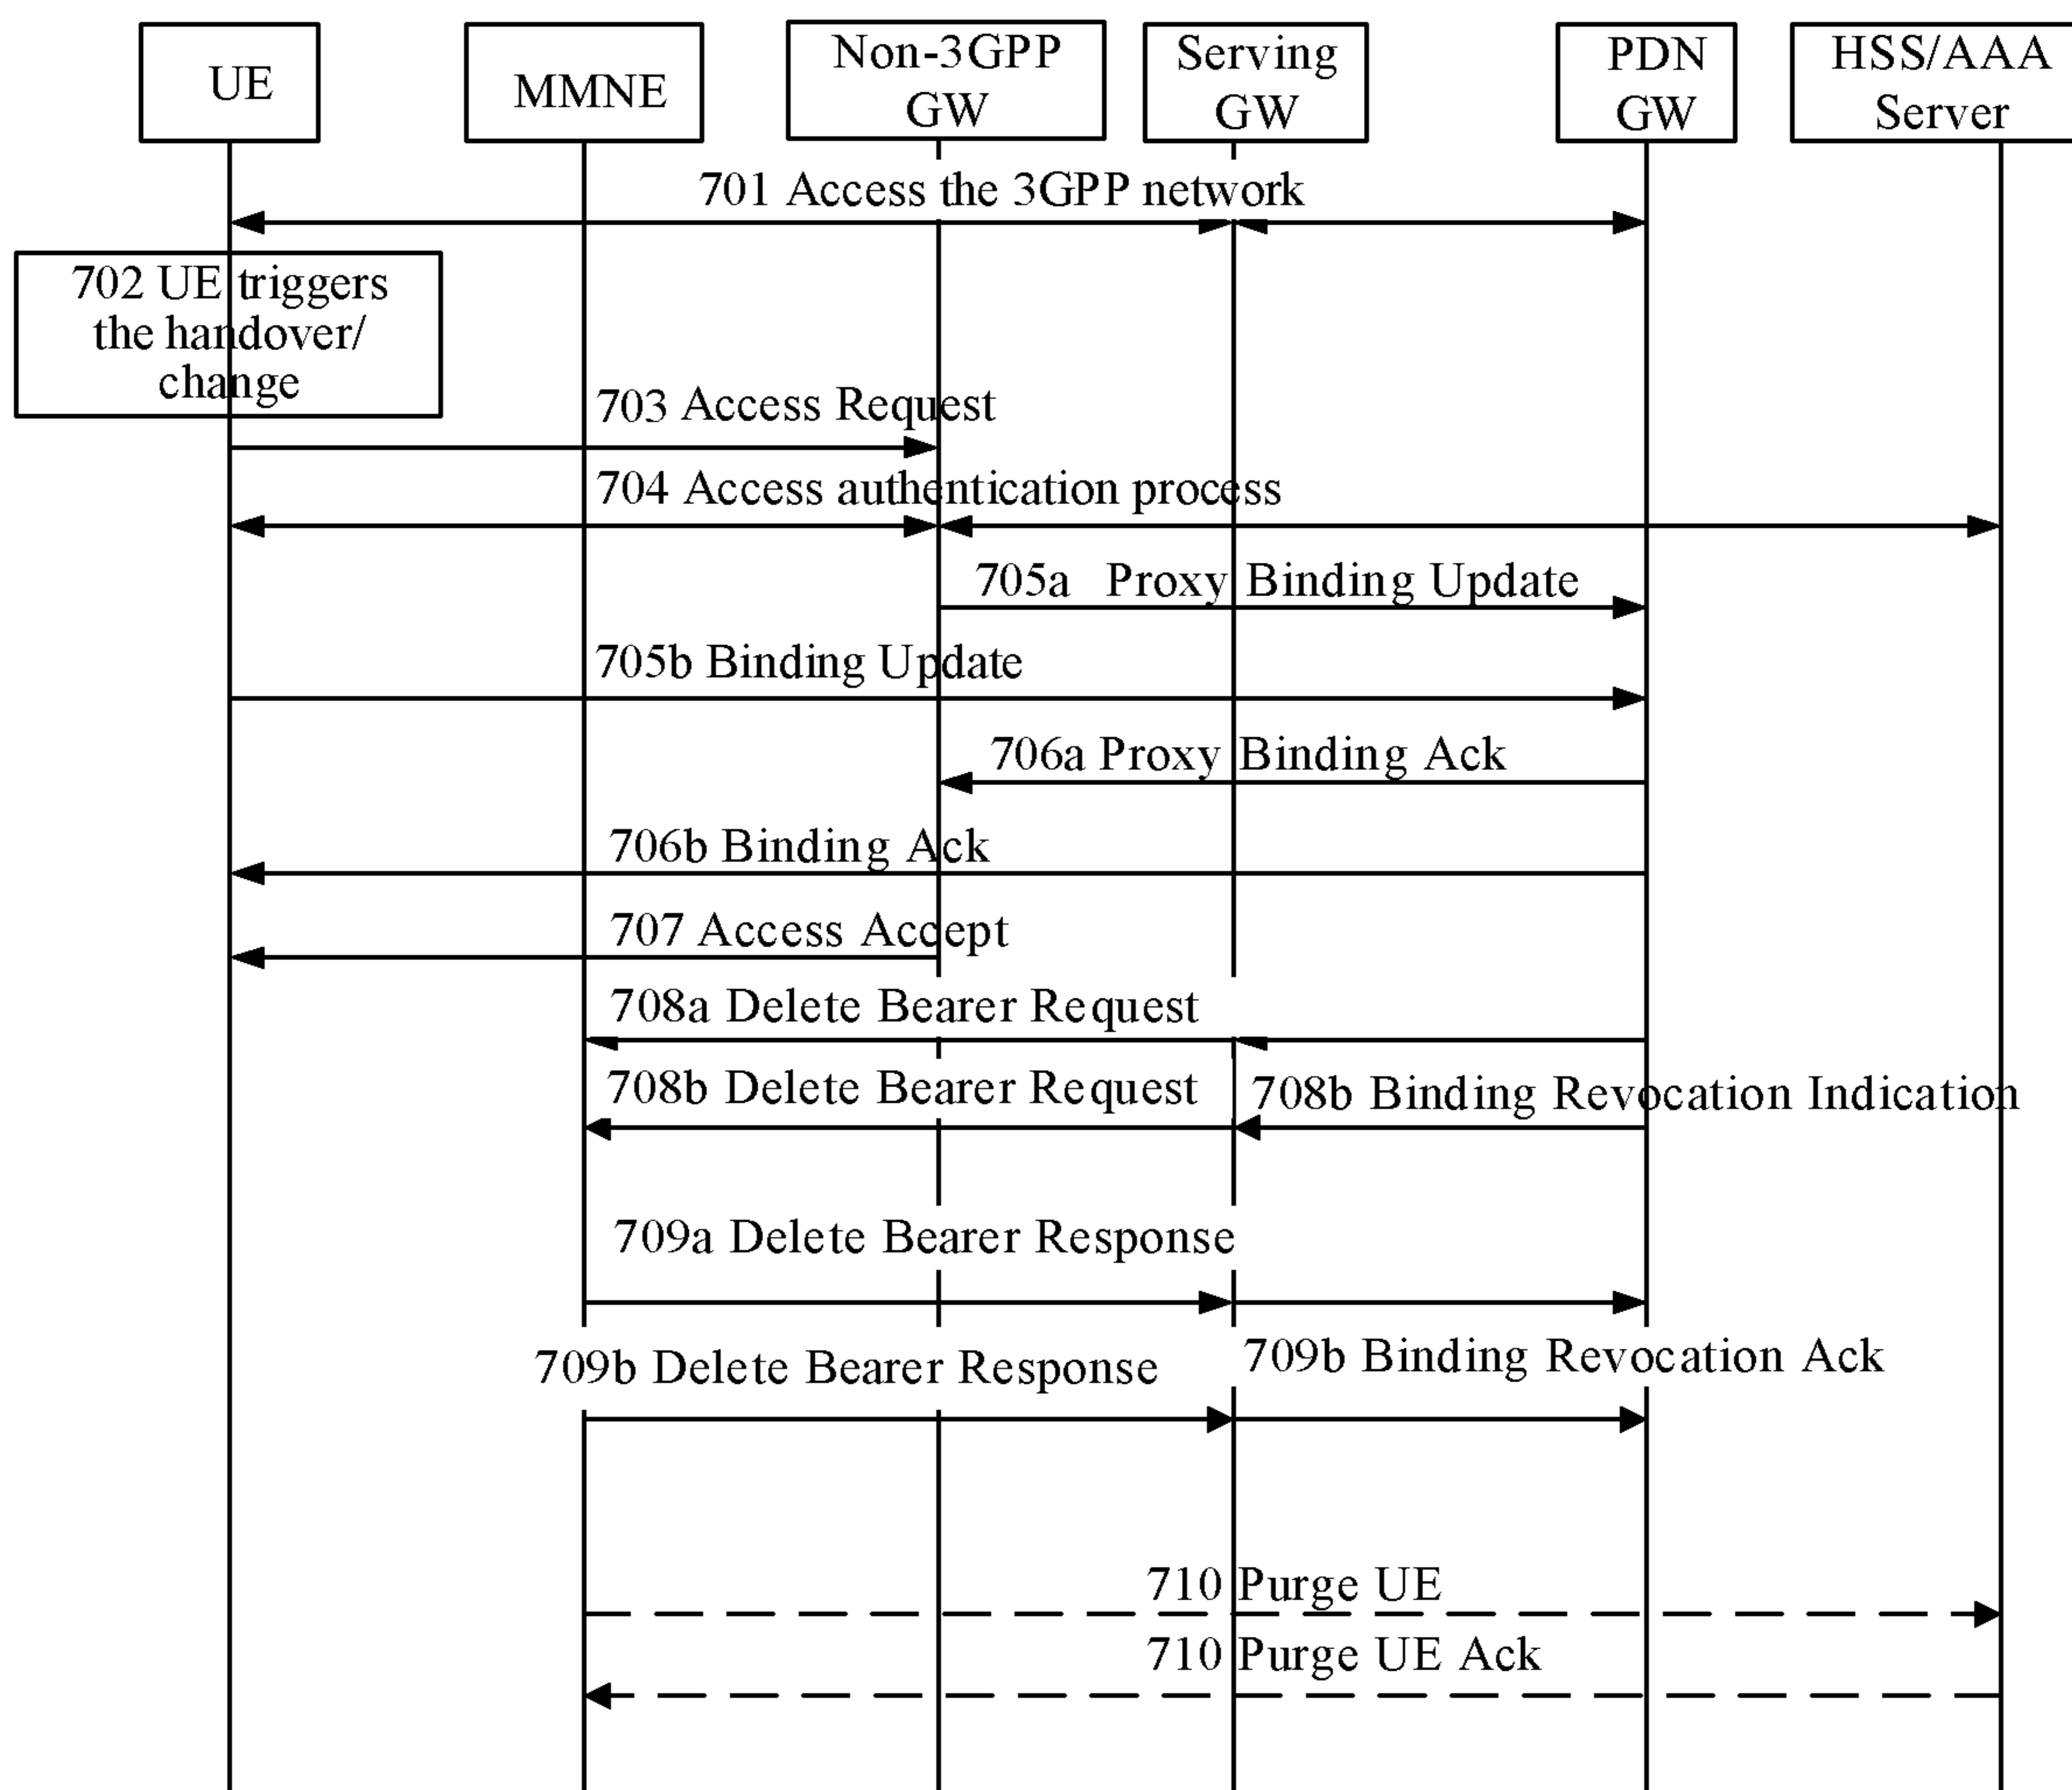 UE
MMNE
Non-3GPP
GW
Serving
GW
PDN
GW
HSS/AAA
Server
701 Access the 3GPP network
702 UE triggers
the handover/
change
703 Access Request
704 Access authentication process
705a Proxy Binding Update
705b Binding Update
706a Proxy Binding Ack
706b Binding Ack
707 Access Accept
708a Delete Bearer Request
708b Delete Bearer Request
708b Binding Revocation Indication
709a Delete Bearer Response
709b Delete Bearer Response
709b Binding Revocation Ack
710 Purge UE
710 Purge UE Ack